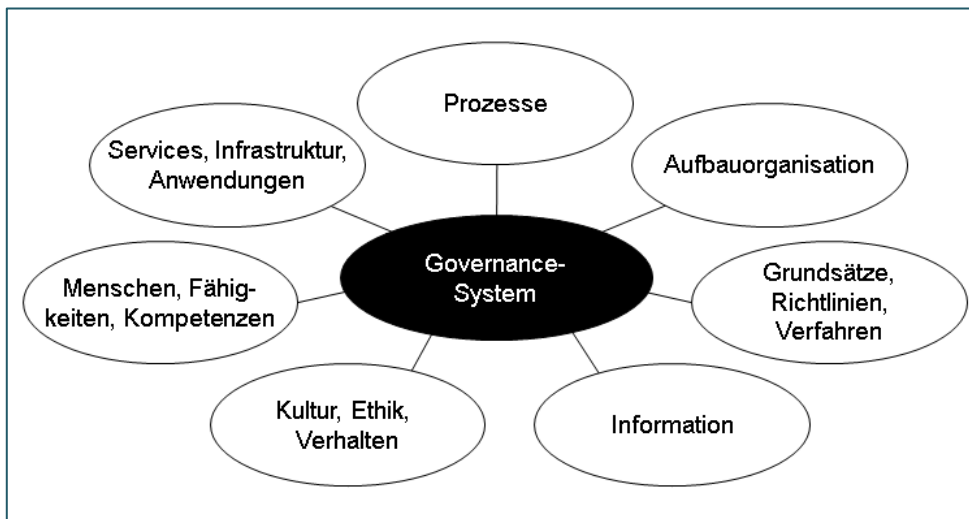 Prozesse
Services, Infrastruktur,
Anwendungen
Aufbauorganisation
Governance-
System
Menschen, Fähig-
keiten, Kompetenzen
Grundsätze,
Richtlinien,
Verfahren
Kultur, Ethik,
Verhalten
Information